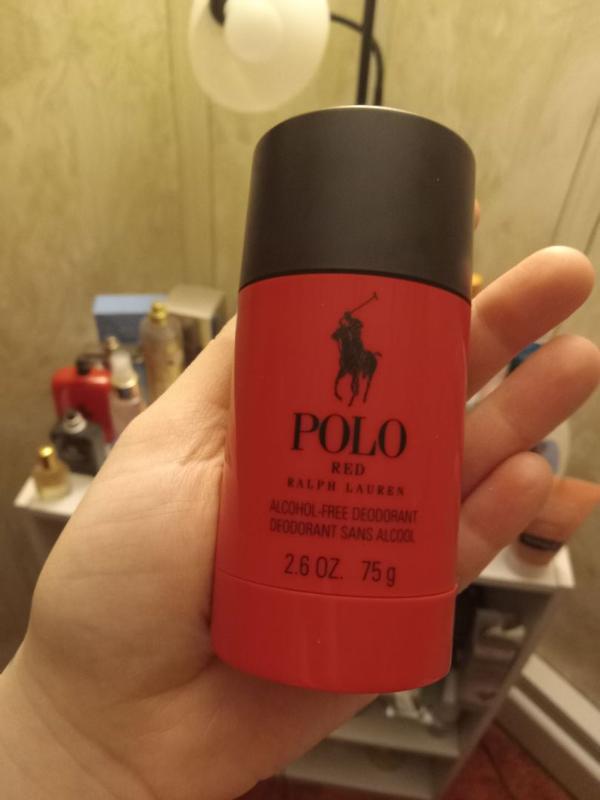 POLO
RED
RALPH LAUREN
ALCOHOL-FREE DEODORANT
DEODORANT SANS ALCOOL
2.6 OZ. 75 g